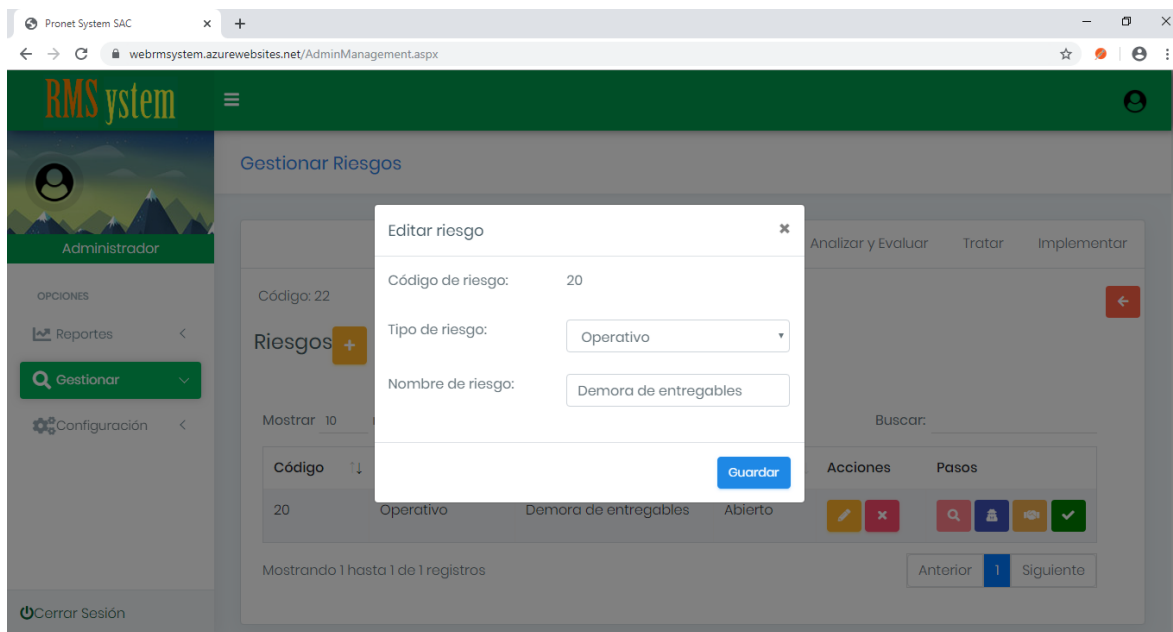 Pronet System SAC
webrmsystem.azurewebsites.net/AdminManagement.aspx
RMSystem
Gestionar Riesgos
Administrador
OPCIONES
Reportes
Gestionar
Configuración
Cerrar Sesión
Analizar y Evaluar Tratar Implementar
Código: 22
Riesgos +
Editar riesgo
Código de riesgo: 20
Tipo de riesgo: Operativo
Nombre de riesgo: Demora de entregables
Guardar
Mostrar 10
Buscar:
Código Acciones Pasos
20 Operativo Demora de entregables Abierto
Mostrando 1 hasta 1 de 1 registros
Anterior 1 Siguiente